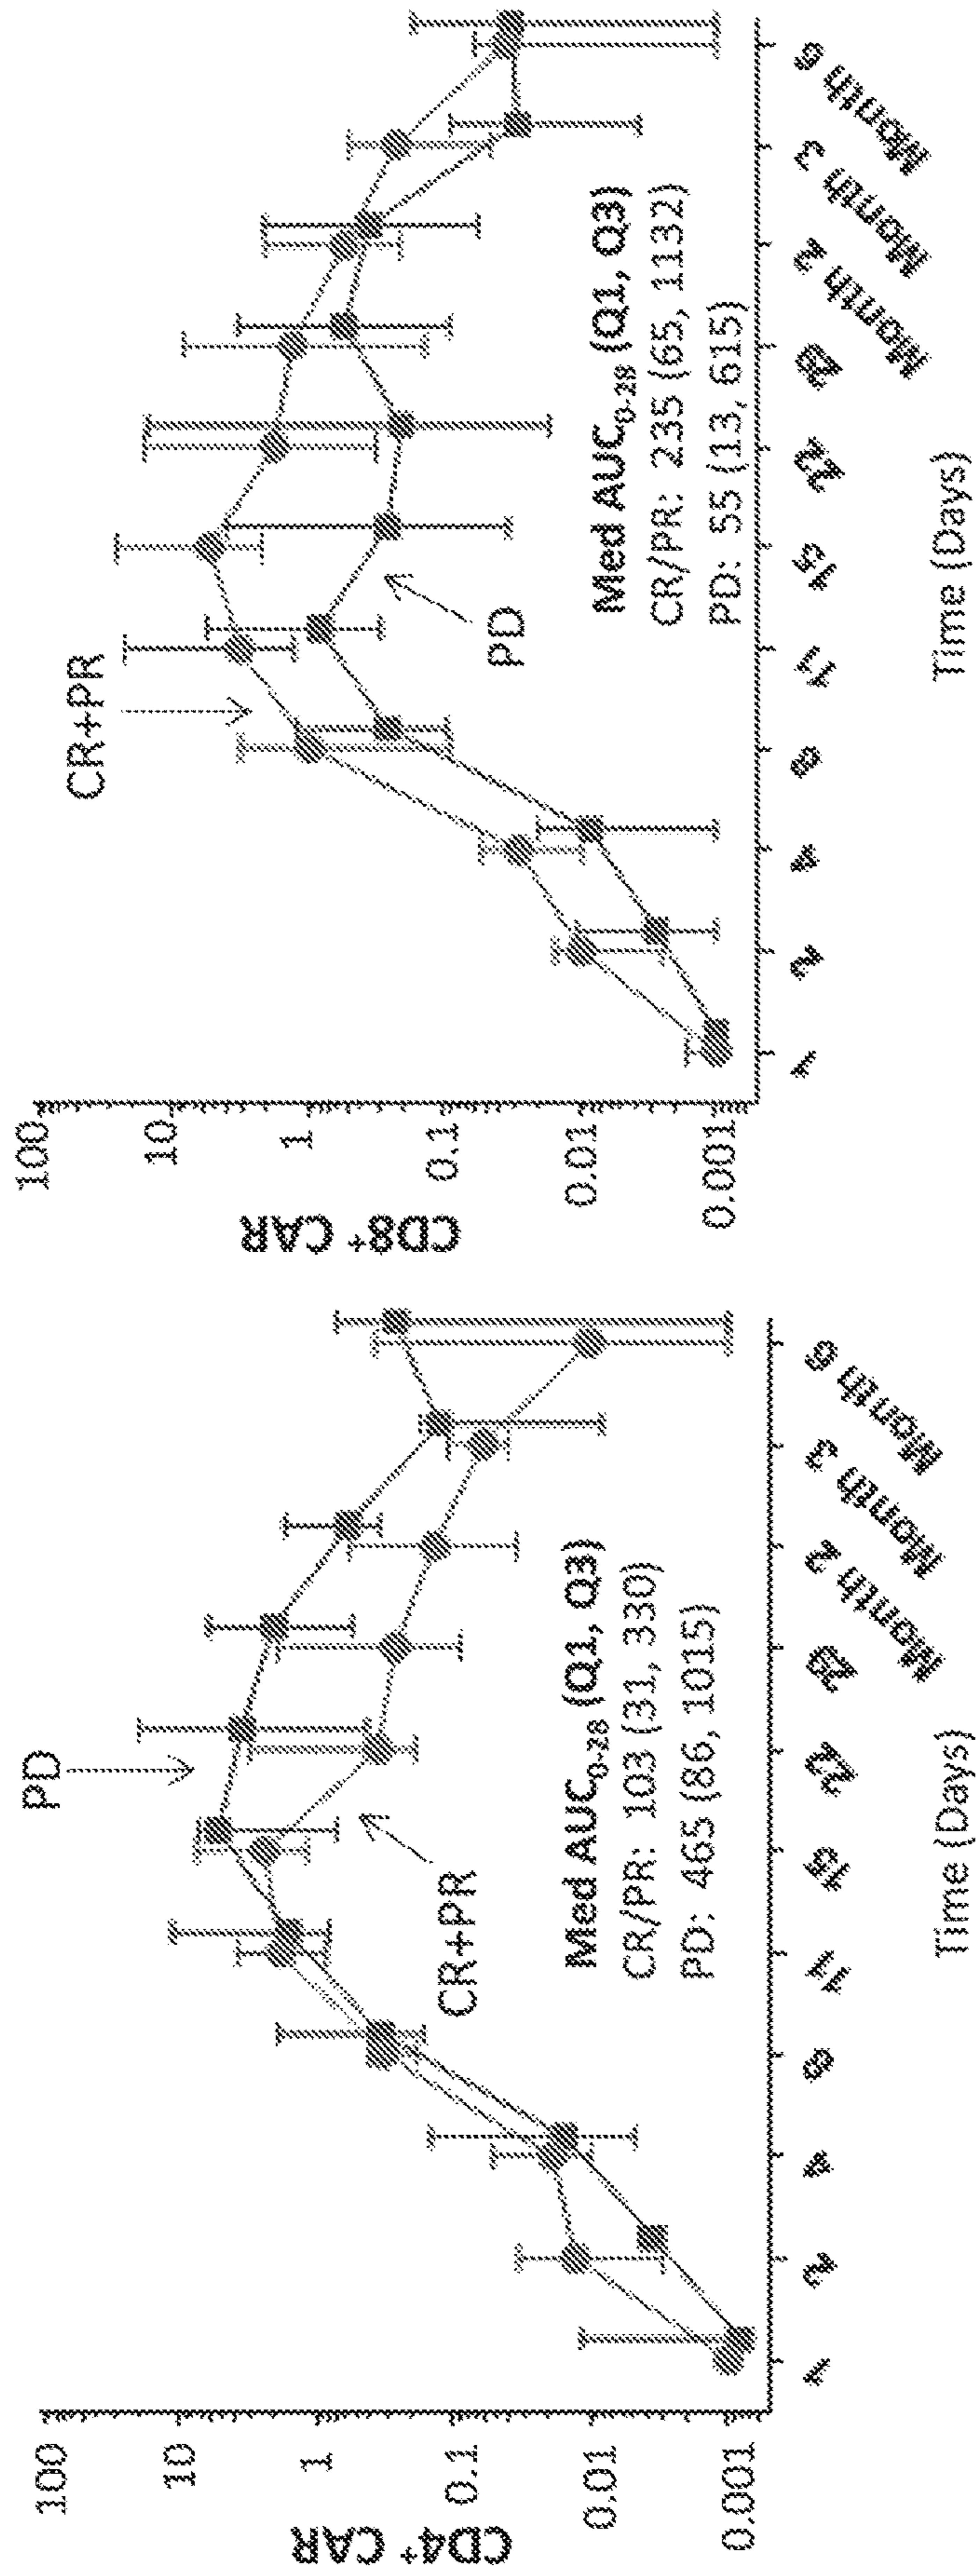 CD4+ CAR
100
10
1
0.1
0.01
0.001
PD
CR+PR
Med AUC0-28 (Q1, Q3)
CR/PR: 103 (31, 330)
PD: 465 (86, 1015)
1
2
4
8
11
15
22
29
Month 2
Month 3
Month 6
Time (Days)
CD8+ CAR
100
10
1
0.1
0.01
0.001
CR+PR
PD
Med AUC0-28 (Q1, Q3)
CR/PR: 235 (65, 1132)
PD: 55 (13, 615)
1
2
4
8
11
15
22
29
Month 2
Month 3
Month 6
Time (Days)